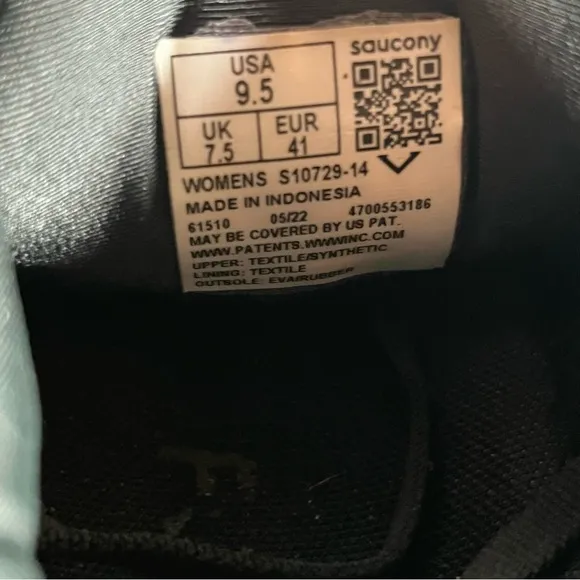 saucony
USA
9.5
UK
7.5
EUR
41
WOMENS S10729-14
MADE IN INDONESIA
61510 05/22 4700553186
MAY BE COVERED BY US PAT.
WWW.PATENTS.WWWINC.COM
UPPER: TEXTILE/SYNTHETIC
LINING: TEXTILE
OUTSOLE: EVA/RUBBER